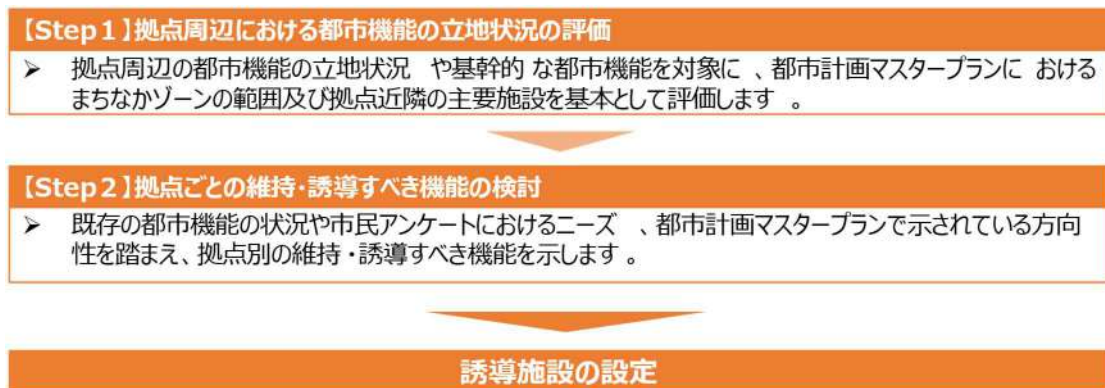 【Step1】拠点周辺における都市機能の立地状況の評価
➢ 拠点周辺の都市機能の立地状況 や基幹的 な都市機能を対象に 、都市計画マスタープランに おける
まちなかゾーンの範囲及び拠点近隣の主要施設を基本として評価します 。
【Step2】拠点ごとの維持・誘導すべき機能の検討
➢ 既存の都市機能の状況や市民アンケートにおけるニーズ 、都市計画マスタープランで示されている方向
性を踏まえ、拠点別の維持・誘導すべき機能を示します 。
誘導施設の設定